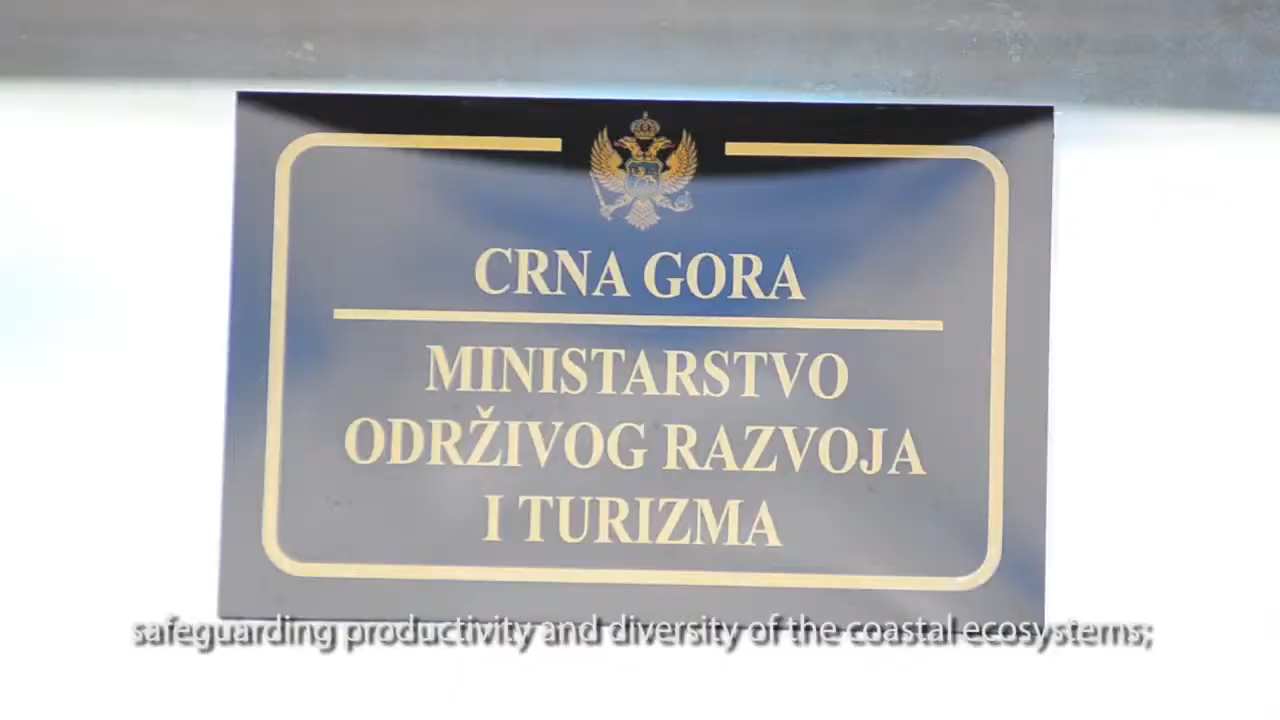 CRNA GORA
MINISTARSTVO
ODRŽIVOG RAZVOJA
I TURIZMA
safeguarding productivity and diversity of the coastal ecosystems;